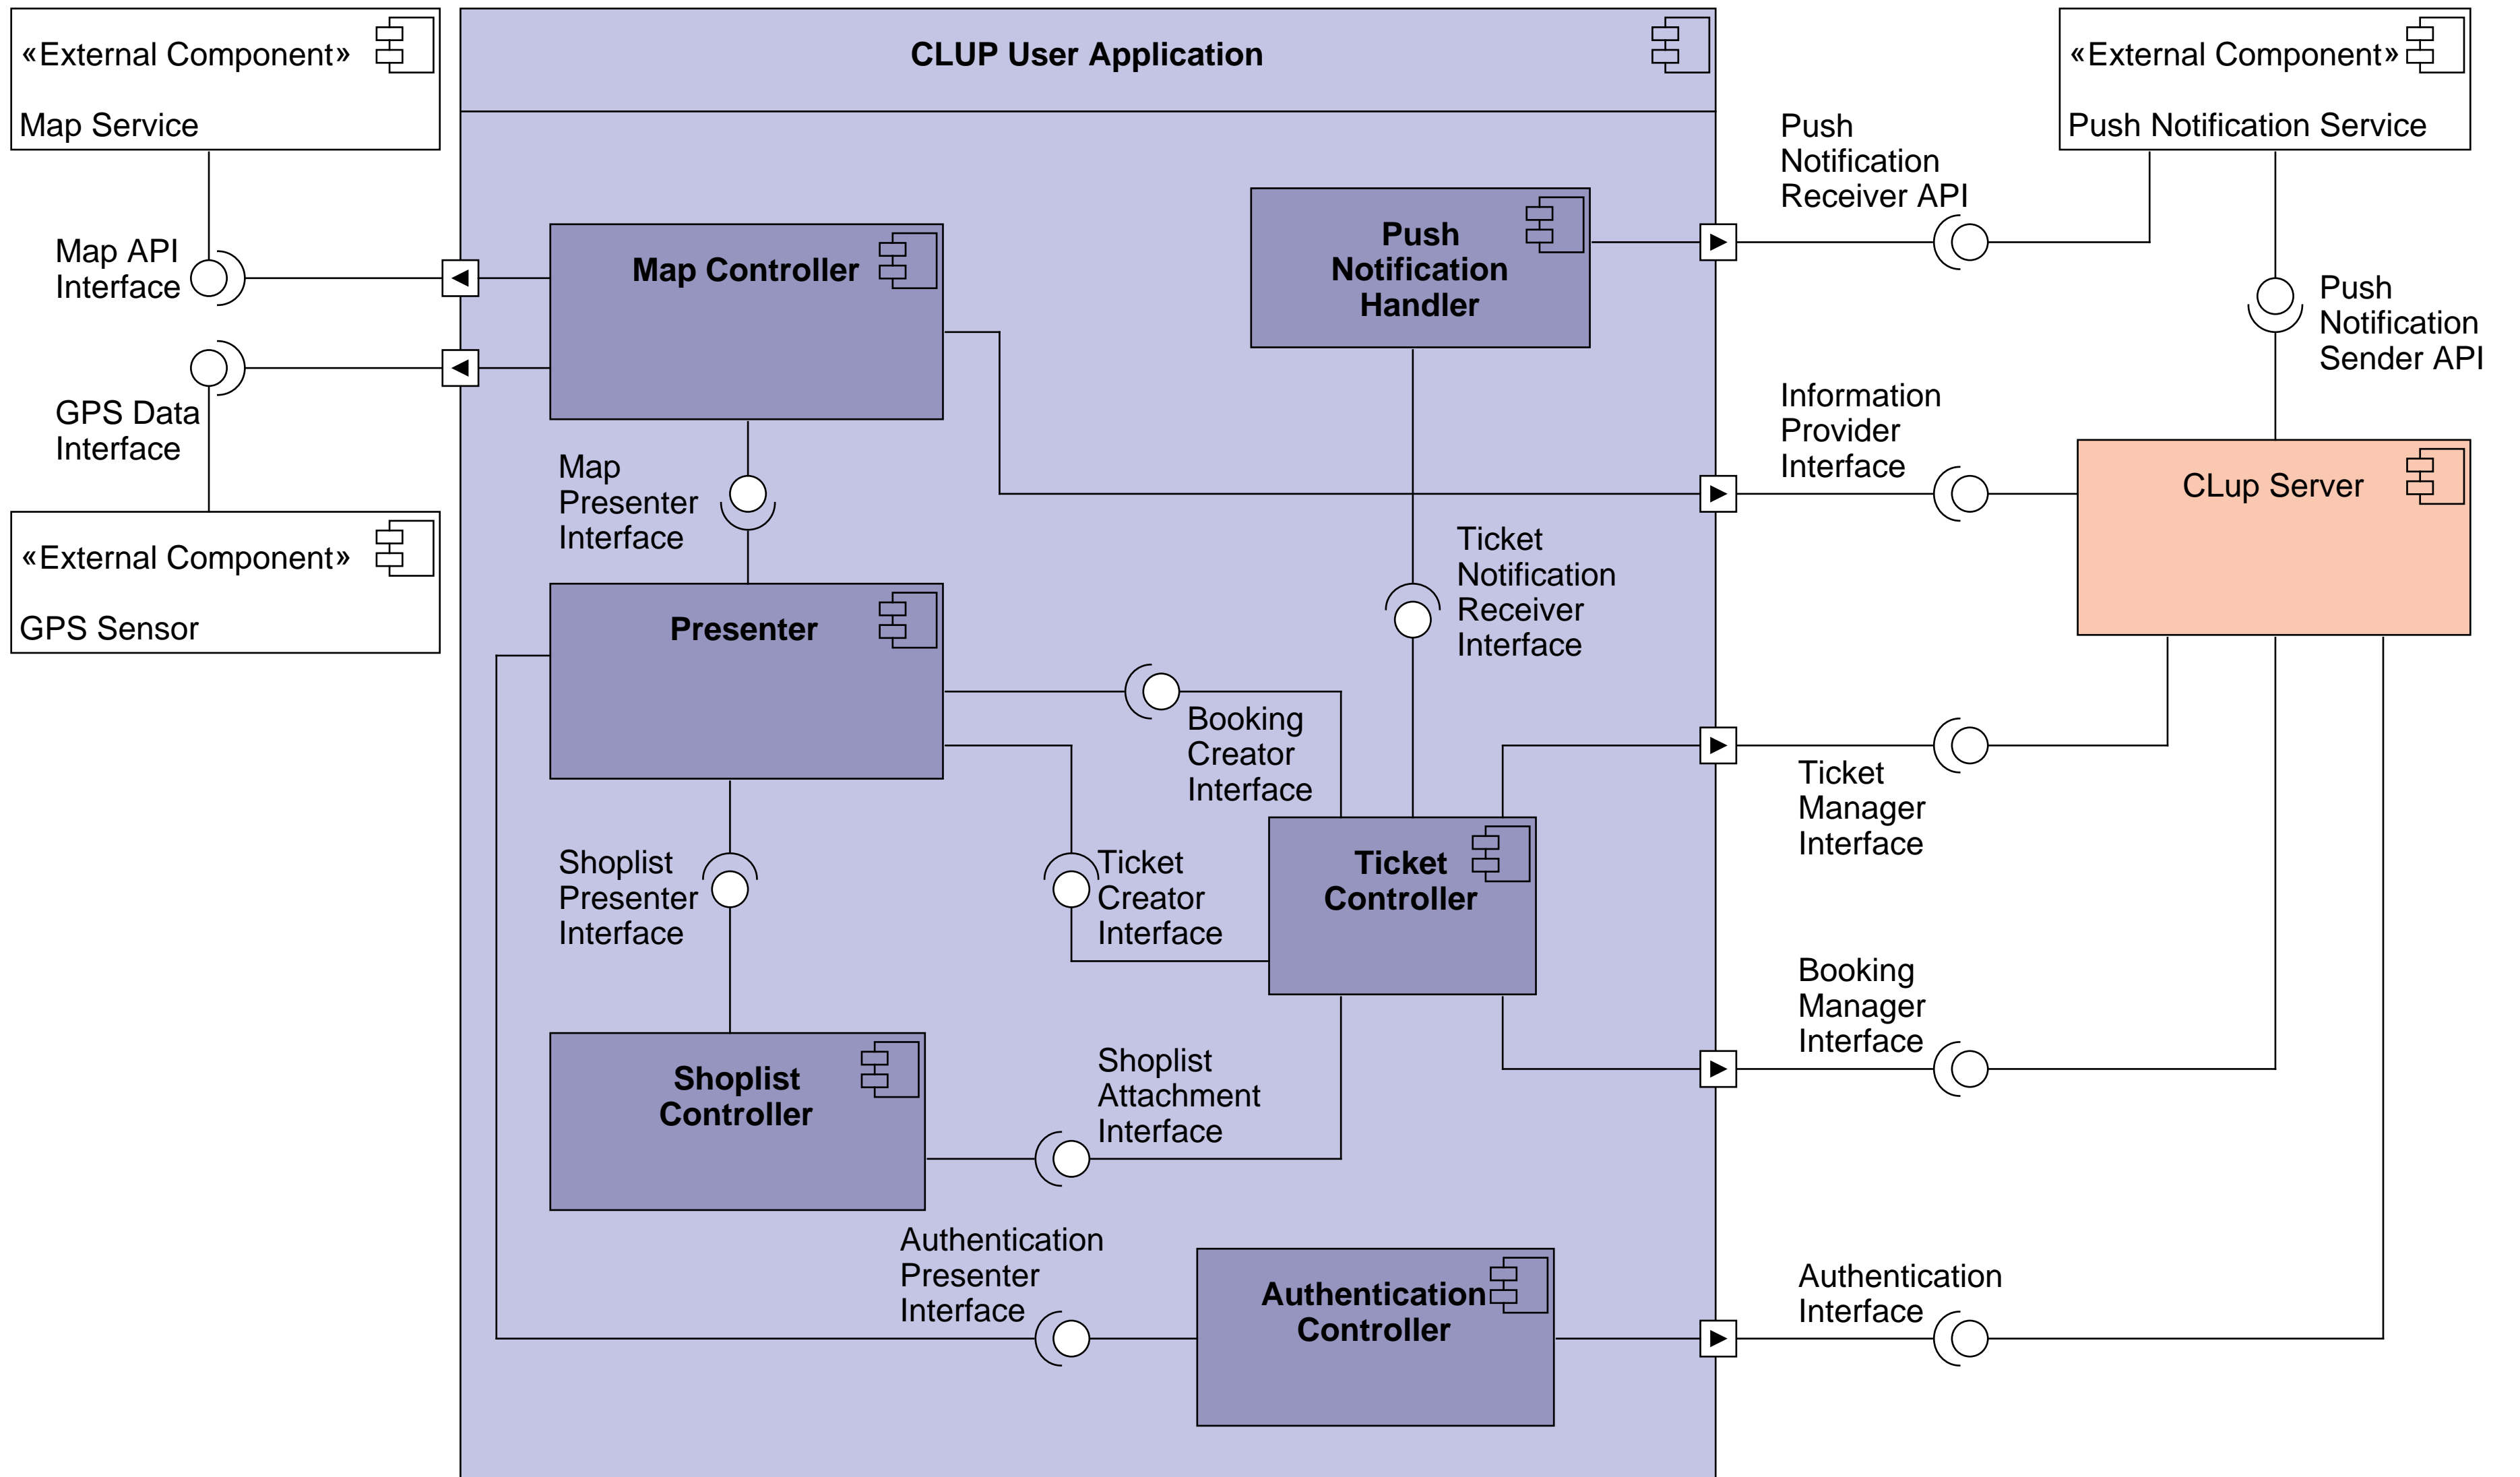 «External Component»
Map Service
Map API
Interface
GPS Data
Interface
«External Component»
GPS Sensor
CLUP User Application
Map Controller
Push
Notification
Handler
Map
Presenter
Interface
Ticket
Notification
Receiver
Interface
Presenter
Booking
Creator
Interface
Shoplist
Presenter
Interface
Ticket
Creator
Interface
Ticket
Controller
Shoplist
Controller
Shoplist
Attachment
Interface
Authentication
Presenter
Interface
Authentication
Controller
Push
Notification
Receiver API
«External Component»
Push Notification Service
Push
Notification
Sender API
Information
Provider
Interface
CLup Server
Ticket
Manager
Interface
Booking
Manager
Interface
Authentication
Interface